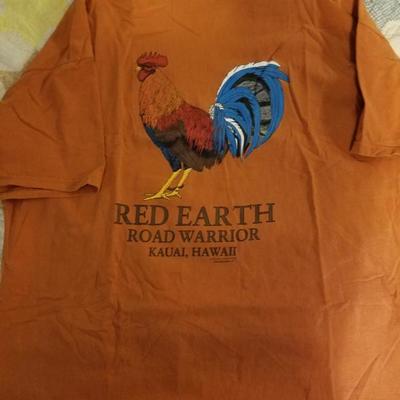 RED EARTH
ROAD WARRIOR
KAUAI, HAWAII